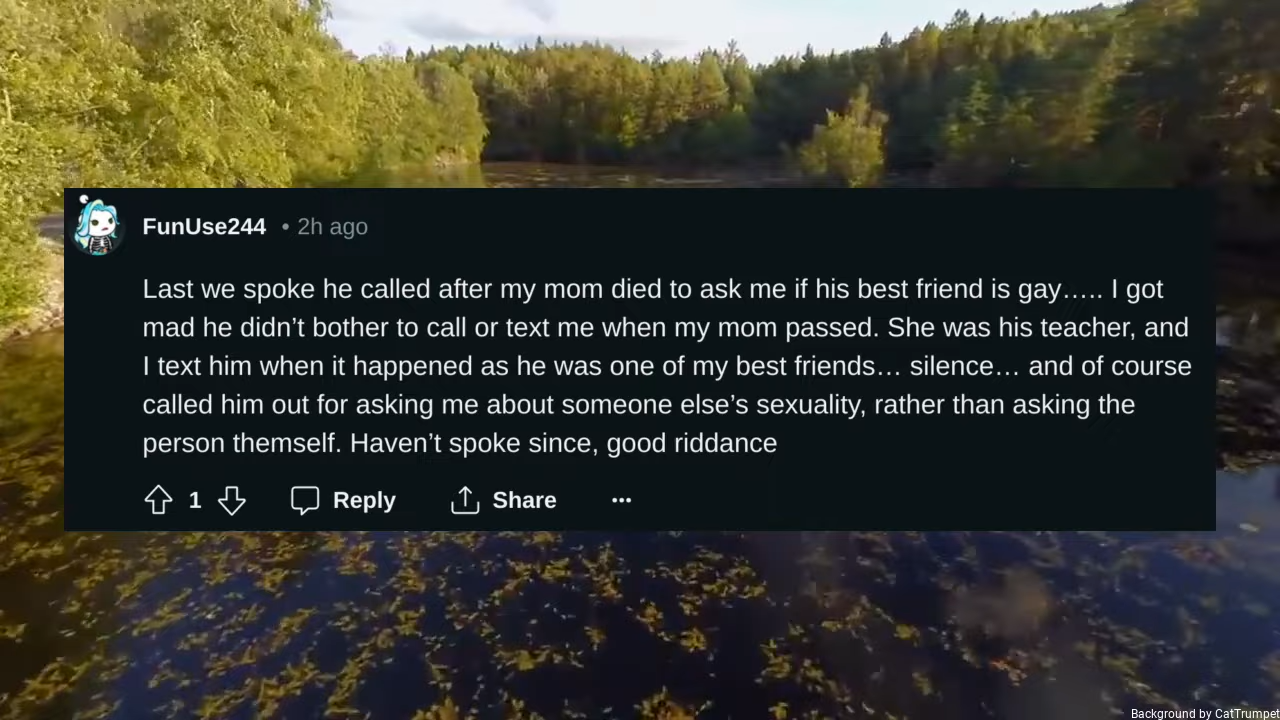 FunUse244 • 2h ago
Last we spoke he called after my mom died to ask me if his best friend is gay….. I got
mad he didn’t bother to call or text me when my mom passed. She was his teacher, and
I text him when it happened as he was one of my best friends… silence… and of course
called him out for asking me about someone else’s sexuality, rather than asking the
person themself. Haven’t spoke since, good riddance
1 Reply Share ...
Background by CatTrumpet